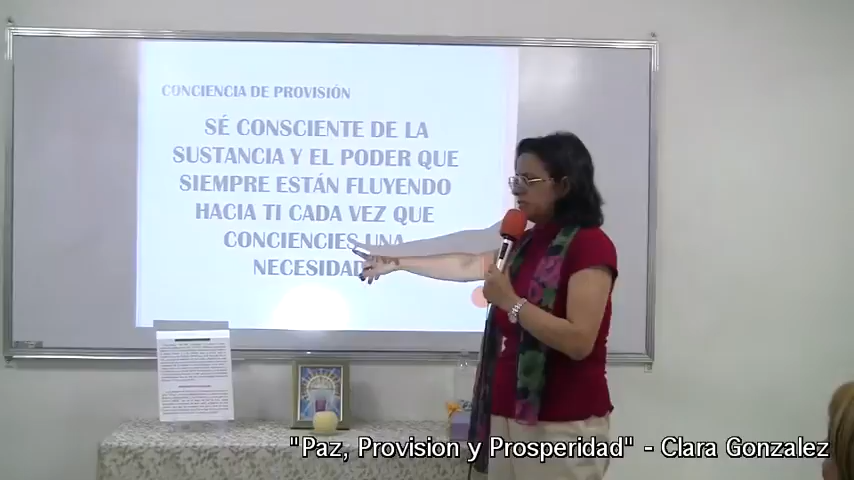 CONCIENCIA DE PROVISIÓN
SÉ CONSCIENTE DE LA
SUSTANCIA Y EL PODER QUE
SIEMPRE ESTÁN FLUYENDO
HACIA TI CADA VEZ QUE
CONCIENCIES UNA
NECESIDAD
"Paz, Provision y Prosperidad" - Clara Gonzalez